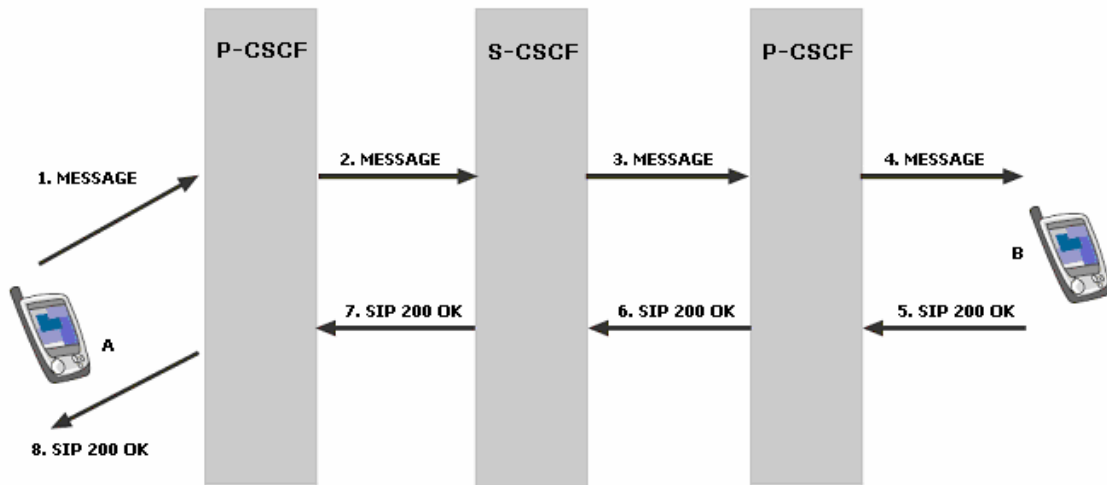 P-CSCF
S-CSCF
P-CSCF
1. MESSAGE
2. MESSAGE
3. MESSAGE
4. MESSAGE
B
A
7. SIP 200 OK
6. SIP 200 OK
5. SIP 200 OK
8. SIP 200 OK